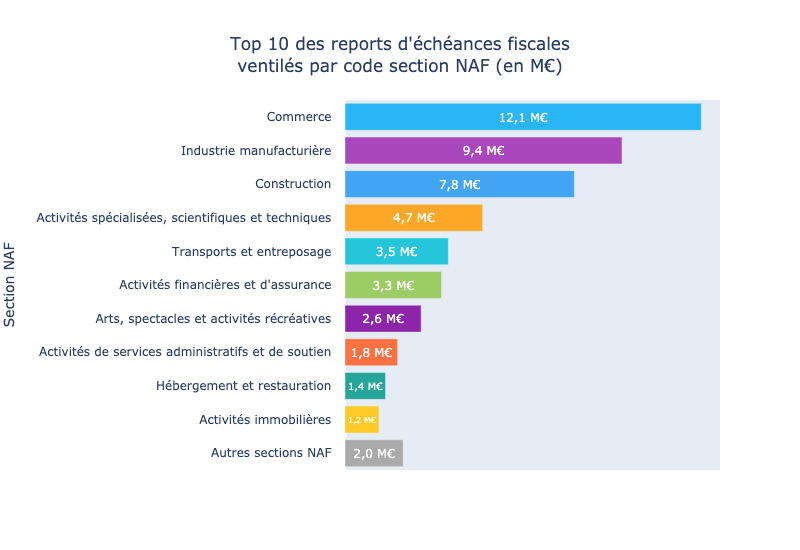 Top 10 des reports d'échéances fiscales
ventilés par code section NAF (en M€)
Section NAF
Commerce 12,1 M€
Industrie manufacturière 9,4 M€
Construction 7,8 M€
Activités spécialisées, scientifiques et techniques 4,7 M€
Transports et entreposage 3,5 M€
Activités financières et d'assurance 3,3 M€
Arts, spectacles et activités récréatives 2,6 M€
Activités de services administratifs et de soutien 1,8 M€
Hébergement et restauration 1,4 M€
Activités immobilières 1,2 M€
Autres sections NAF 2,0 M€